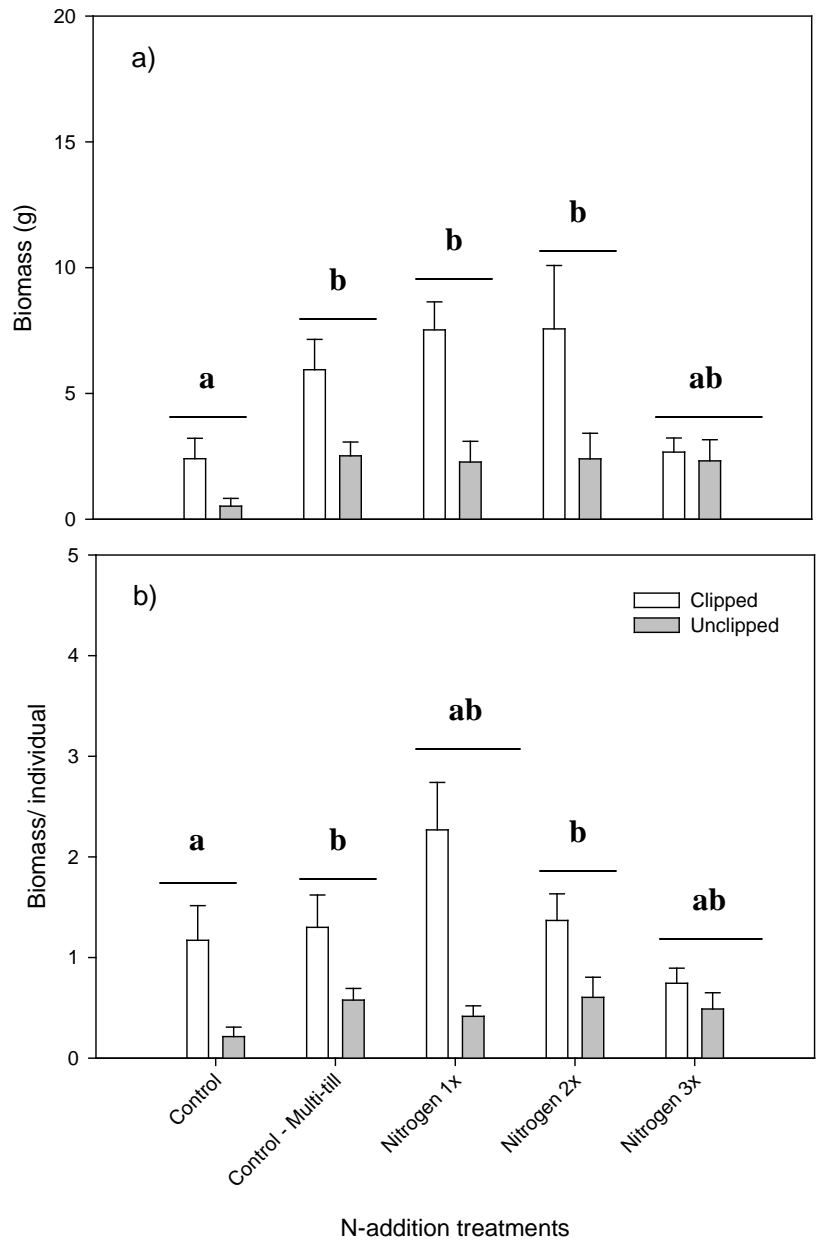 a)
20
15
10
5
0
Biomass (g)
a
b
b
b
ab
b)
5
4
3
2
1
0
Biomass/ individual
Clipped
Unclipped
a
b
ab
b
ab
Control
Control - Multi-till
Nitrogen 1x
Nitrogen 2x
Nitrogen 3x
N-addition treatments